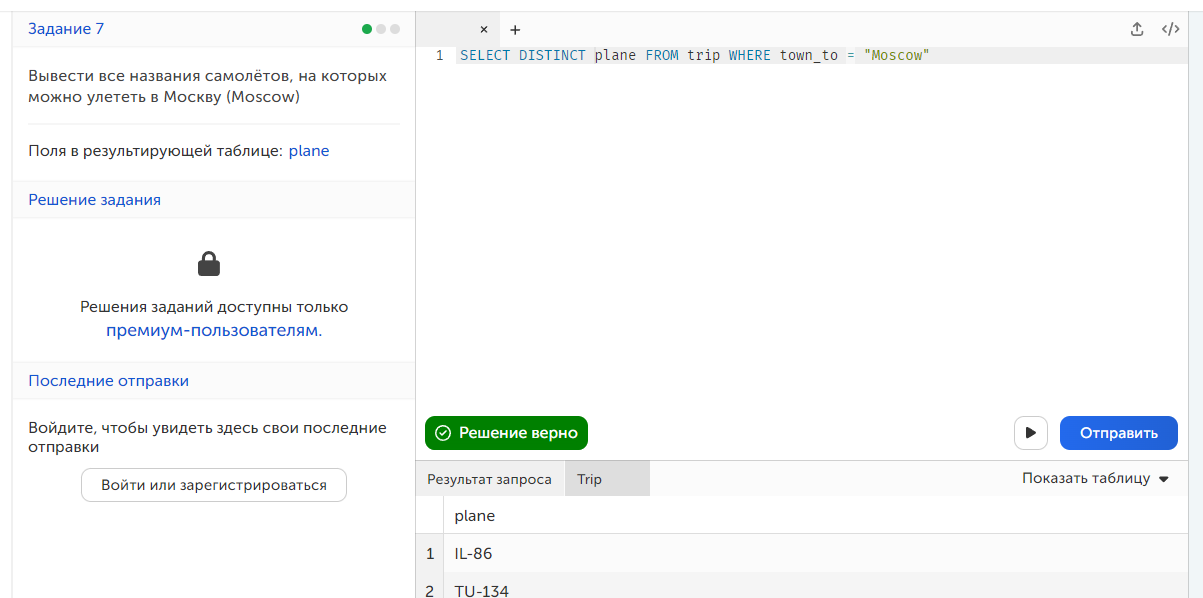 Задание 7
Вывести все названия самолётов, на которых
можно улететь в Москву (Moscow)
Поля в результирующей таблице: plane
Решение задания
Решения заданий доступны только
премиум-пользователям.
Последние отправки
Войдите, чтобы увидеть здесь свои последние
отправки
Войти или зарегистрироваться
× +
</>
1 SELECT DISTINCT plane FROM trip WHERE town_to = "Moscow"
Решение верно
Отправить
Результат запроса Trip Показать таблицу
plane
1 IL-86
2 TU-134